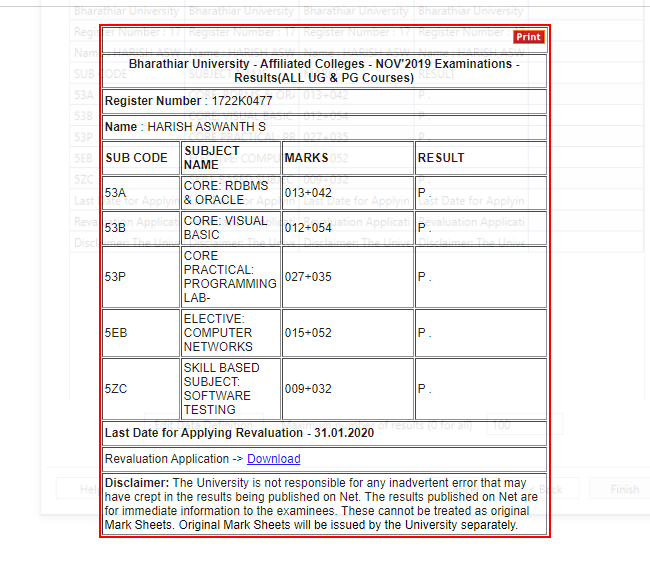 Print
Bharathiar University - Affiliated Colleges - NOV'2019 Examinations -
Results(ALL UG & PG Courses)
Register Number : 1722K0477
Name : HARISH ASWANTH S
SUB CODE SUBJECT NAME MARKS RESULT
53A CORE: RDBMS & ORACLE 013+042 P .
53B CORE: VISUAL BASIC 012+054 P .
53P CORE PRACTICAL: PROGRAMMING LAB- 027+035 P .
5EB ELECTIVE: COMPUTER NETWORKS 015+052 P .
5ZC SKILL BASED SUBJECT: SOFTWARE TESTING 009+032 P .
Last Date for Applying Revaluation - 31.01.2020
Revaluation Application -> Download
Disclaimer: The University is not responsible for any inadvertent error that may
have crept in the results being published on Net. The results published on Net are
for immediate information to the examinees. These cannot be treated as original
Mark Sheets. Original Mark Sheets will be issued by the University separately.
100
Back
Finish